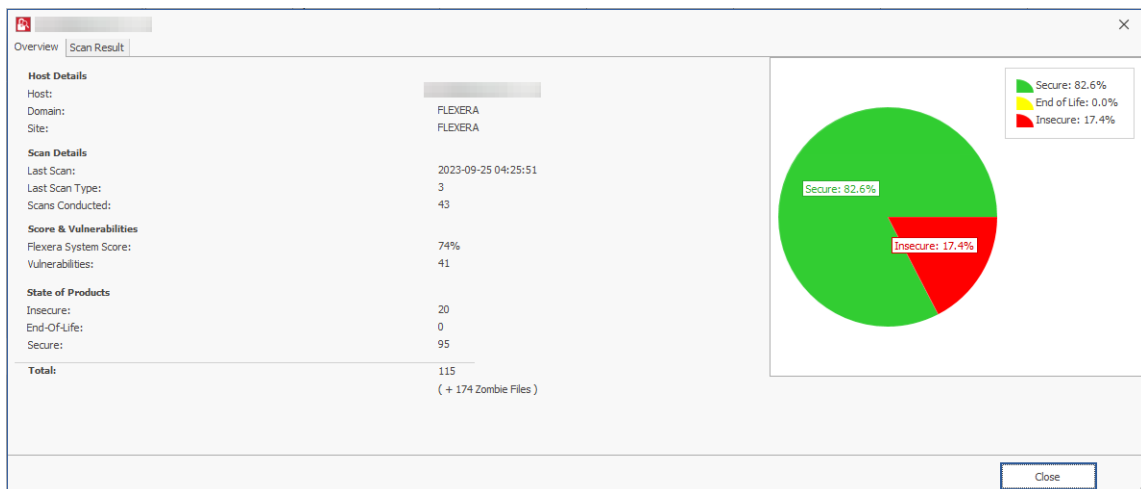 Overview
Scan Result
Host Details
Host:
Domain: FLEXERA
Site: FLEXERA
Scan Details
Last Scan: 2023-09-25 04:25:51
Last Scan Type: 3
Scans Conducted: 43
Score & Vulnerabilities
Flexera System Score: 74%
Vulnerabilities: 41
State of Products
Insecure: 20
End-Of-Life: 0
Secure: 95
Total: 115
( + 174 Zombie Files )
Secure: 82.6%
End of Life: 0.0%
Insecure: 17.4%
Secure: 82.6%
Insecure: 17.4%
Close